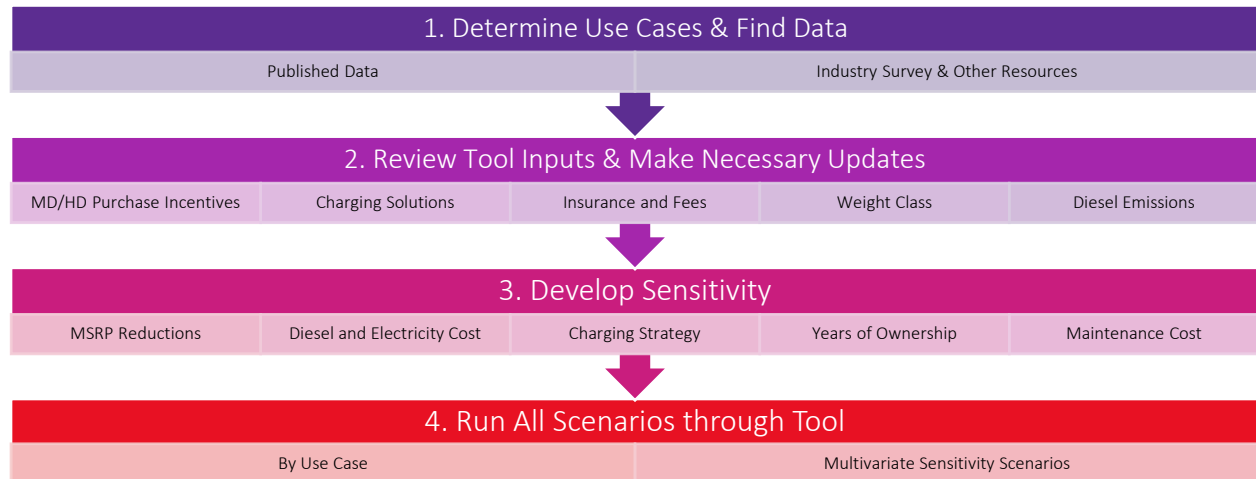 1. Determine Use Cases & Find Data
Published Data
Industry Survey & Other Resources
2. Review Tool Inputs & Make Necessary Updates
MD/HD Purchase Incentives
Charging Solutions
Insurance and Fees
Weight Class
Diesel Emissions
3. Develop Sensitivity
MSRP Reductions
Diesel and Electricity Cost
Charging Strategy
Years of Ownership
Maintenance Cost
4. Run All Scenarios through Tool
By Use Case
Multivariate Sensitivity Scenarios